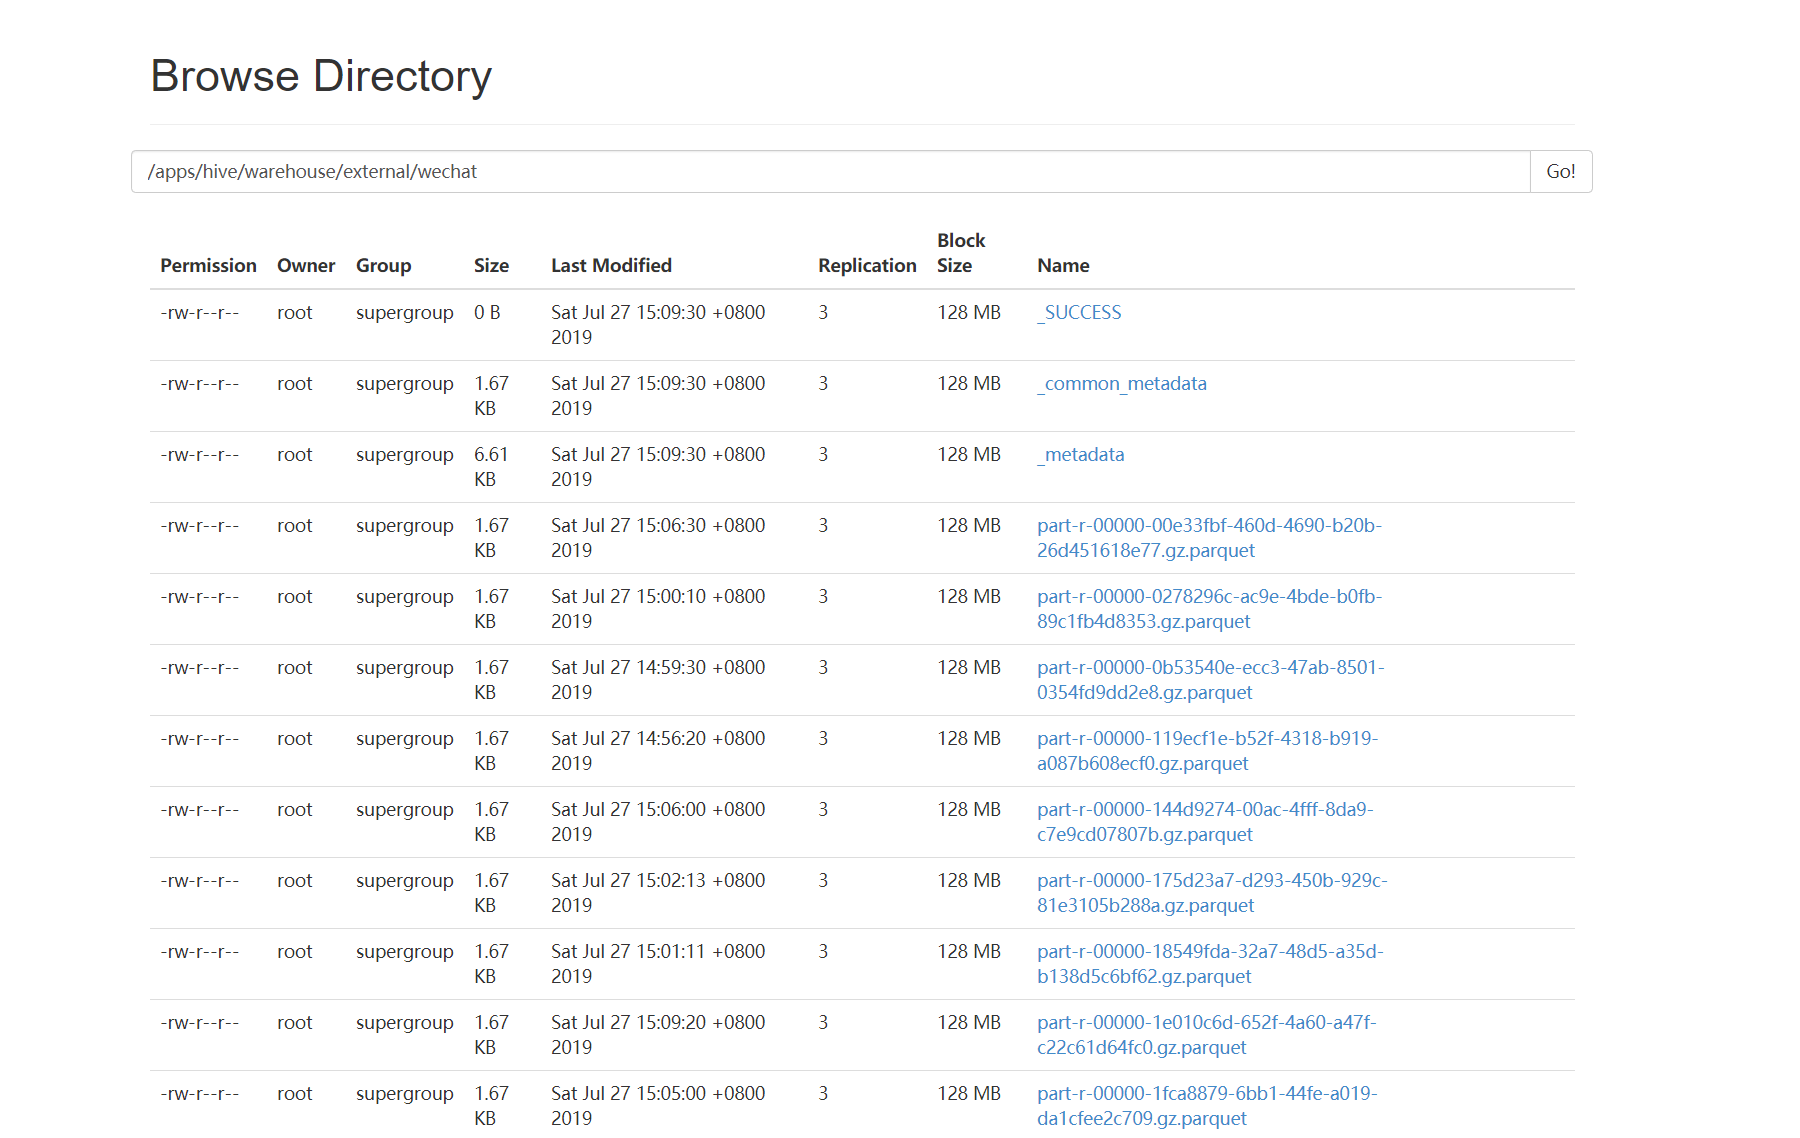 Browse Directory
/apps/hive/warehouse/external/wechat Go!
Permission Owner Group Size Last Modified Replication Block Size Name
-rw-r--r-- root supergroup 0 B Sat Jul 27 15:09:30 +0800 2019 3 128 MB _SUCCESS
-rw-r--r-- root supergroup 1.67 KB Sat Jul 27 15:09:30 +0800 2019 3 128 MB _common_metadata
-rw-r--r-- root supergroup 6.61 KB Sat Jul 27 15:09:30 +0800 2019 3 128 MB _metadata
-rw-r--r-- root supergroup 1.67 KB Sat Jul 27 15:06:30 +0800 2019 3 128 MB part-r-00000-00e33fbf-460d-4690-b20b-26d451618e77.gz.parquet
-rw-r--r-- root supergroup 1.67 KB Sat Jul 27 15:00:10 +0800 2019 3 128 MB part-r-00000-0278296c-ac9e-4bde-b0fb-89c1fb4d8353.gz.parquet
-rw-r--r-- root supergroup 1.67 KB Sat Jul 27 14:59:30 +0800 2019 3 128 MB part-r-00000-0b53540e-ecc3-47ab-8501-0354fd9dd2e8.gz.parquet
-rw-r--r-- root supergroup 1.67 KB Sat Jul 27 14:56:20 +0800 2019 3 128 MB part-r-00000-119ecf1e-b52f-4318-b919-a087b608ecf0.gz.parquet
-rw-r--r-- root supergroup 1.67 KB Sat Jul 27 15:06:00 +0800 2019 3 128 MB part-r-00000-144d9274-00ac-4fff-8da9-c7e9cd07807b.gz.parquet
-rw-r--r-- root supergroup 1.67 KB Sat Jul 27 15:02:13 +0800 2019 3 128 MB part-r-00000-175d23a7-d293-450b-929c-81e3105b288a.gz.parquet
-rw-r--r-- root supergroup 1.67 KB Sat Jul 27 15:01:11 +0800 2019 3 128 MB part-r-00000-18549fda-32a7-48d5-a35d-b138d5c6bf62.gz.parquet
-rw-r--r-- root supergroup 1.67 KB Sat Jul 27 15:09:20 +0800 2019 3 128 MB part-r-00000-1e010c6d-652f-4a60-a47f-c22c61d64fc0.gz.parquet
-rw-r--r-- root supergroup 1.67 KB Sat Jul 27 15:05:00 +0800 2019 3 128 MB part-r-00000-1fca8879-6bb1-44fe-a019-da1cfee2c709.gz.parquet